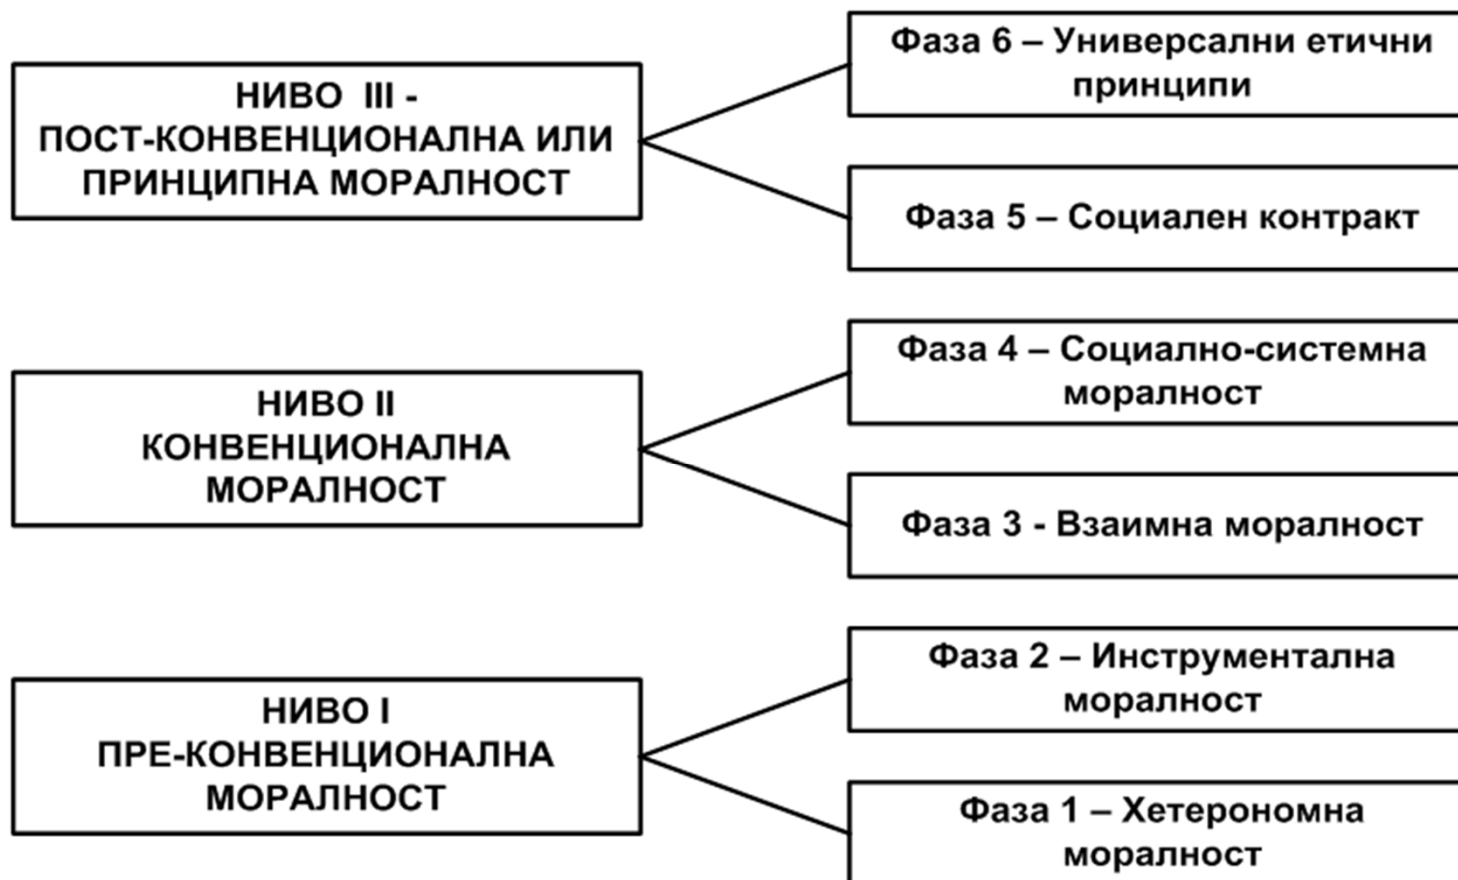 НИВО III -
ПОСТ-КОНВЕНЦИОНАЛНА ИЛИ
ПРИНЦИПНА МОРАЛНОСТ
Фаза 6 – Универсални етични
принципи
Фаза 5 – Социален контракт
НИВО II
КОНВЕНЦИОНАЛНА
МОРАЛНОСТ
Фаза 4 – Социално-системна
моралност
Фаза 3 - Взаимна моралност
НИВО I
ПРЕ-КОНВЕНЦИОНАЛНА
МОРАЛНОСТ
Фаза 2 – Инструментална
моралност
Фаза 1 – Хетерономна
моралност